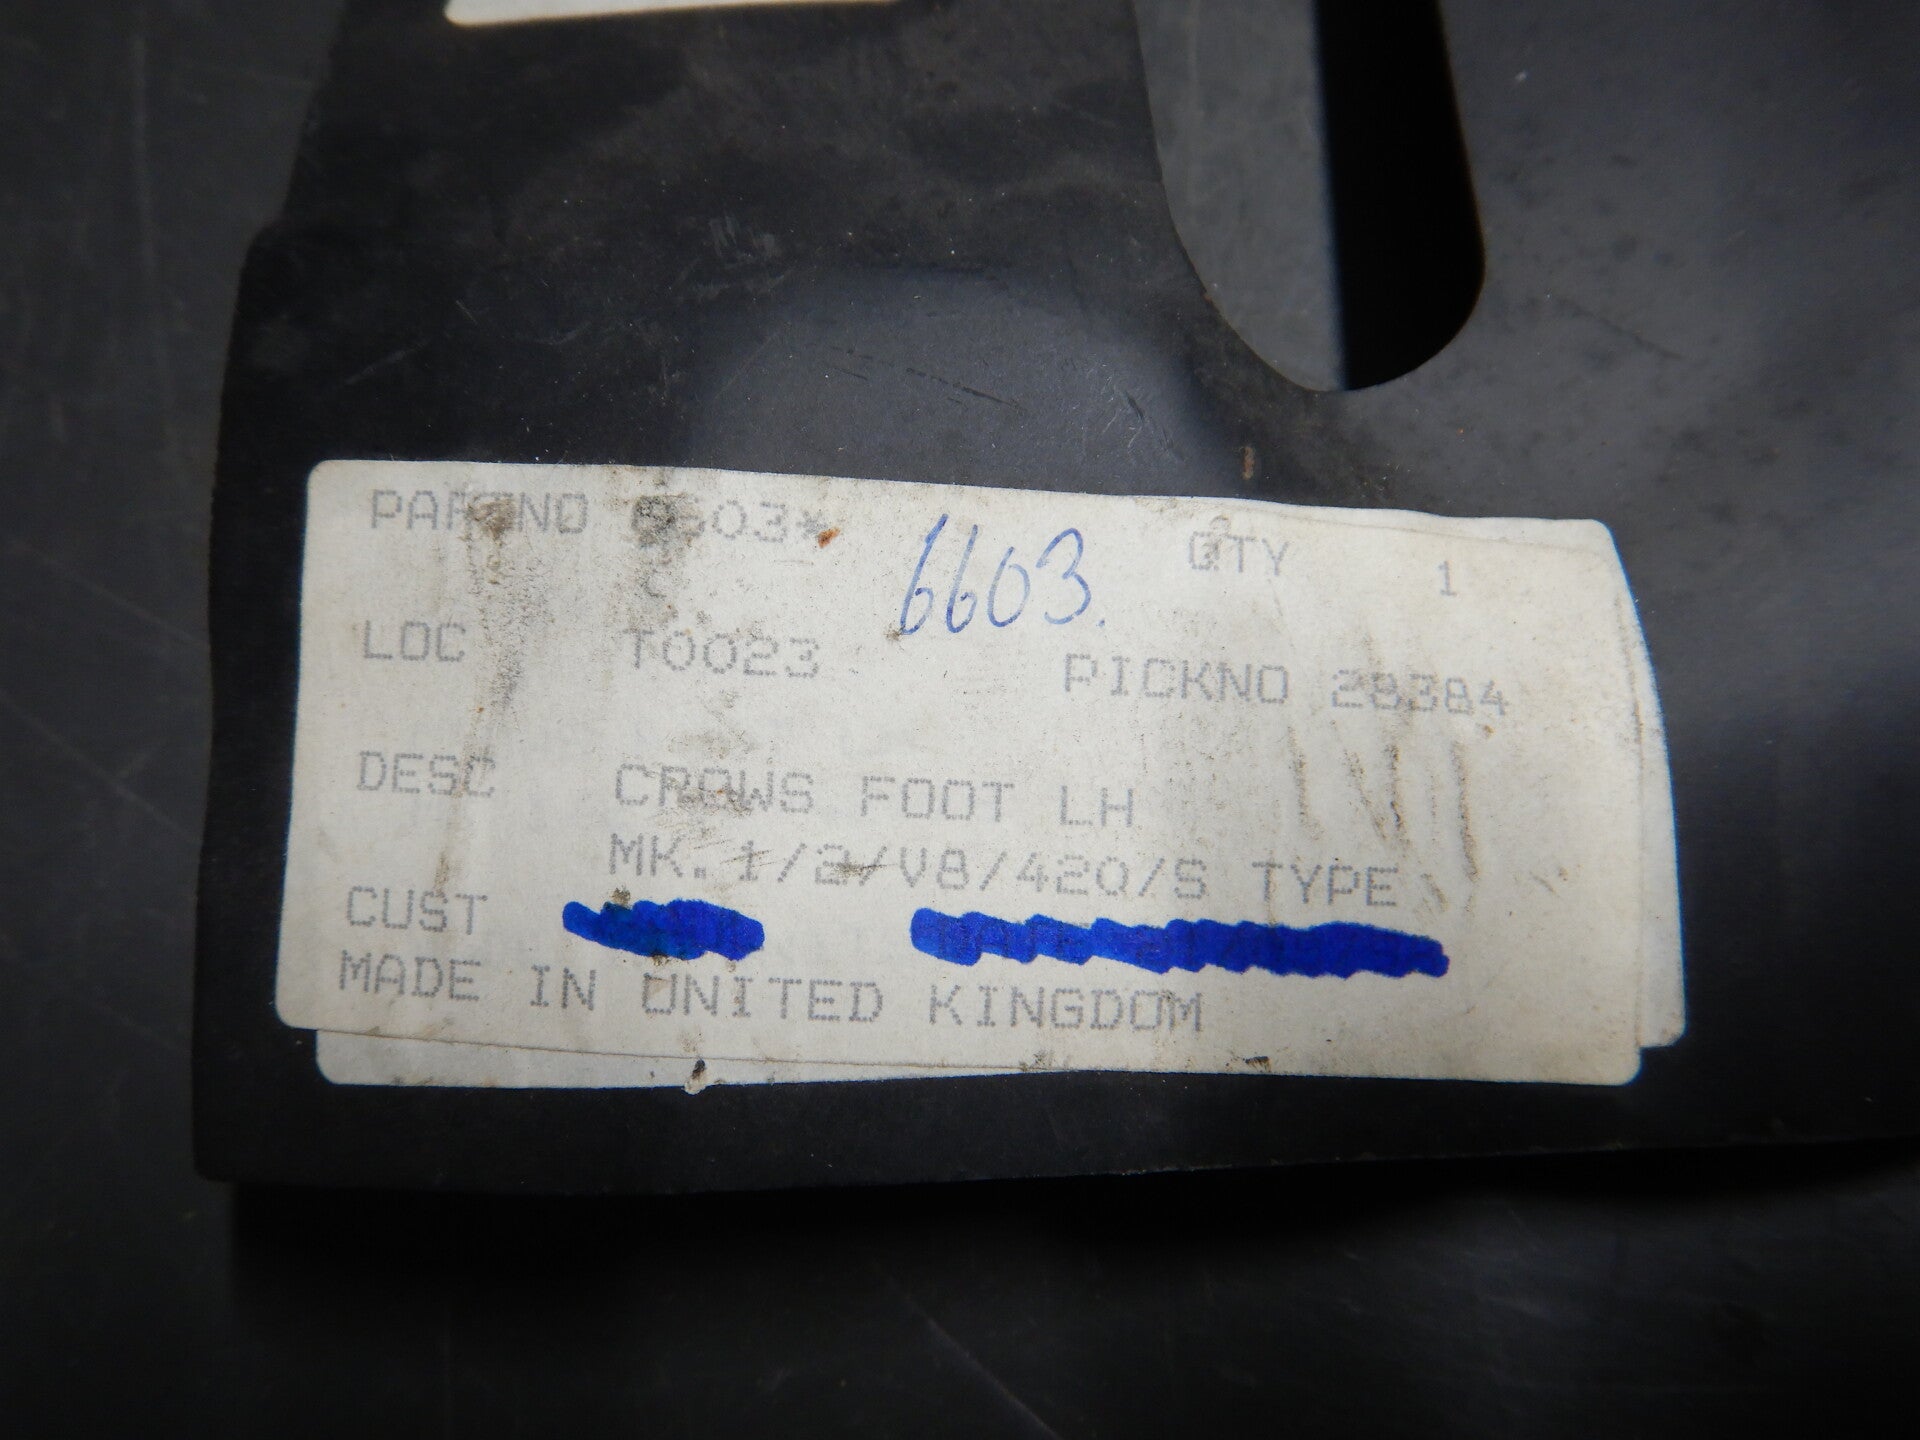 PARTNO 6603* 6603. QTY 1
LOC T0023 PICKNO 28384
DESC CROWS FOOT LH
MK. 1/2/V8/420/S TYPE
CUST
MADE IN UNITED KINGDOM